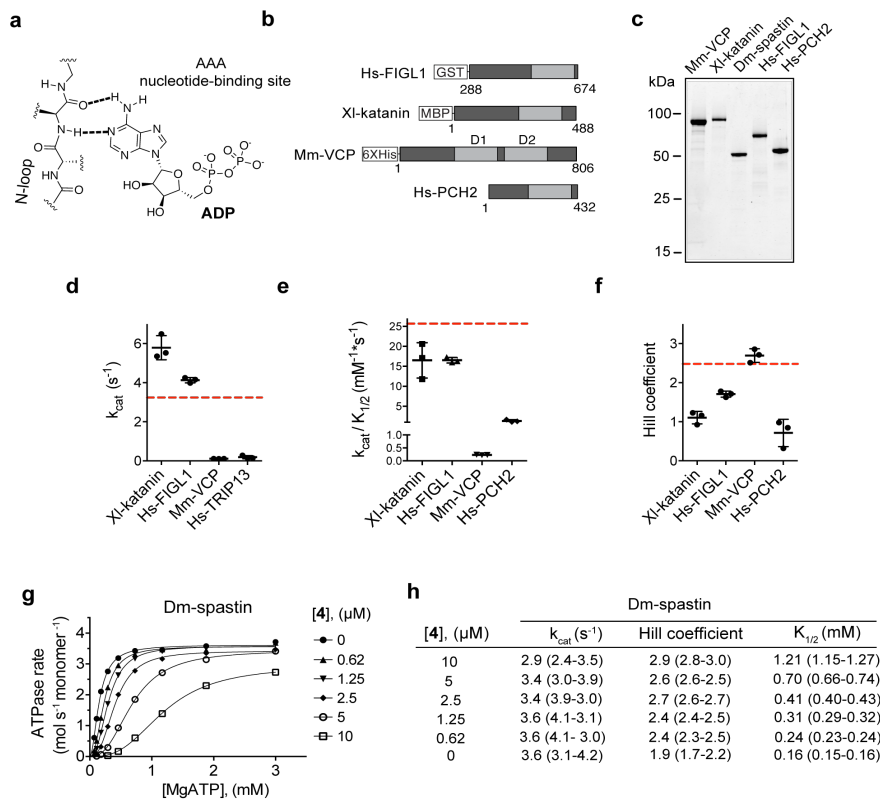 a
AAA
nucleotide-binding site
N-loop
N
H
O
H
N
H
N
H
N
N
N
N
N
HN
O
O
HO
HO
O
O
P
O⁻
O
O
P
O⁻
O⁻
O
ADP
b
Hs-FIGL1
GST
288
674
Xl-katanin
MBP
1
488
D1
D2
Mm-VCP
6XHis
1
806
Hs-PCH2
1
432
c
Mm-VCP
Xl-katanin
Dm-spastin
Hs-FIGL1
Hs-PCH2
kDa
100
50
25
15
d
k_cat (s⁻¹)
6
4
2
0
Xl-katanin
Hs-FIGL1
Mm-VCP
Hs-TRIP13
e
k_cat / K_1/2 (mM⁻¹*s⁻¹)
25
20
15
10
5
1.0
0.5
0.0
Xl-katanin
Hs-FIGL1
Mm-VCP
Hs-PCH2
f
Hill coefficient
3
2
1
0
Xl-katanin
Hs-FIGL1
Mm-VCP
Hs-PCH2
g
Dm-spastin
ATPase rate
(mol s⁻¹ monomer⁻¹)
4
3
2
1
0
0
1
2
3
[MgATP], (mM)
[4], (µM)
0
0.62
1.25
2.5
5
10
h
Dm-spastin
[4], (µM) k_cat (s⁻¹) Hill coefficient K_1/2 (mM)
10 2.9 (2.4-3.5) 2.9 (2.8-3.0) 1.21 (1.15-1.27)
5 3.4 (3.0-3.9) 2.6 (2.6-2.5) 0.70 (0.66-0.74)
2.5 3.4 (3.9-3.0) 2.7 (2.6-2.7) 0.41 (0.40-0.43)
1.25 3.6 (4.1-3.1) 2.4 (2.4-2.5) 0.31 (0.29-0.32)
0.62 3.6 (4.1- 3.0) 2.4 (2.3-2.5) 0.24 (0.23-0.24)
0 3.6 (3.1-4.2) 1.9 (1.7-2.2) 0.16 (0.15-0.16)